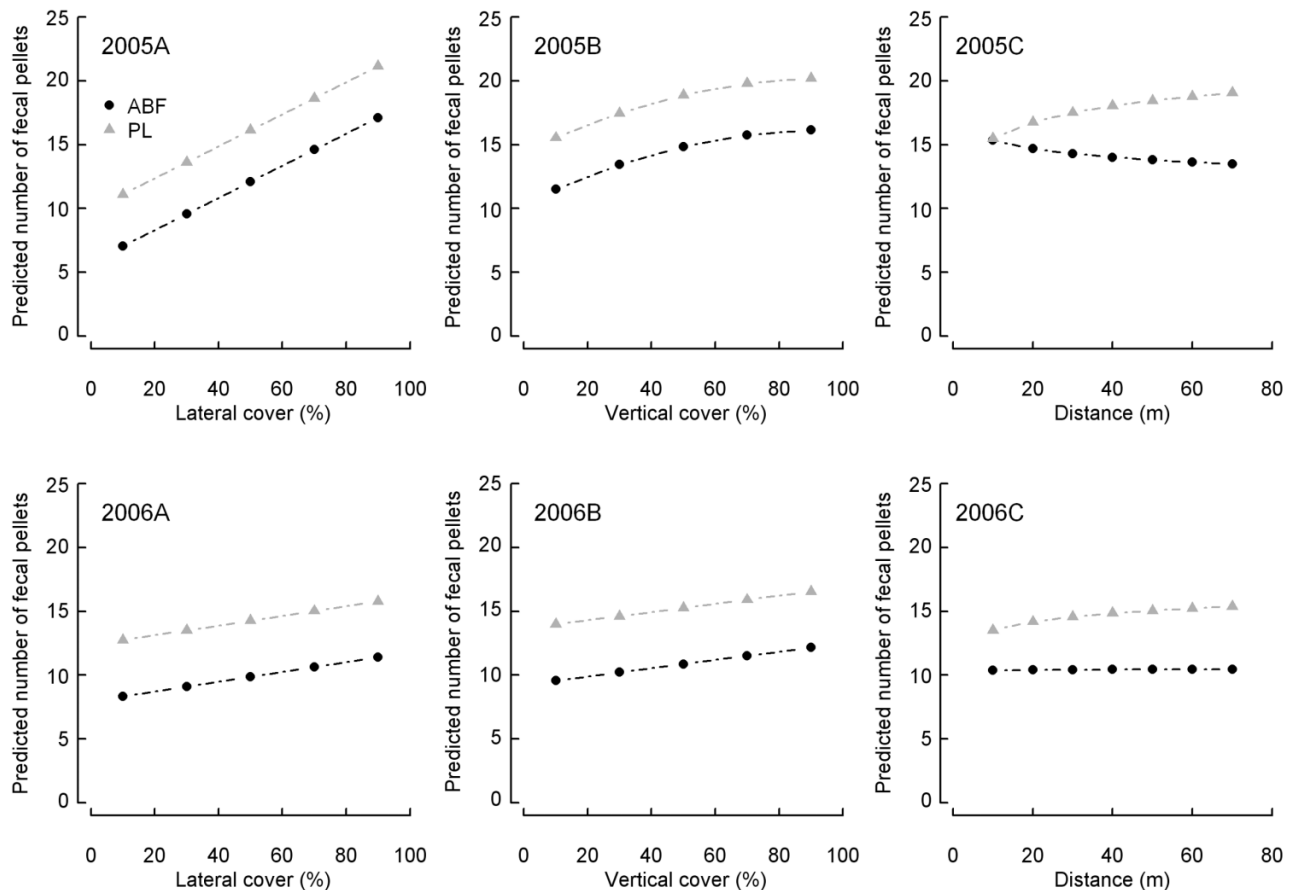 2005A
ABF
PL
Predicted number of fecal pellets
25
20
15
10
5
0
0 20 40 60 80 100
Lateral cover (%)
2005B
Predicted number of fecal pellets
25
20
15
10
5
0
0 20 40 60 80 100
Vertical cover (%)
2005C
Predicted number of fecal pellets
25
20
15
10
5
0
0 20 40 60 80
Distance (m)
2006A
Predicted number of fecal pellets
25
20
15
10
5
0
0 20 40 60 80 100
Lateral cover (%)
2006B
Predicted number of fecal pellets
25
20
15
10
5
0
0 20 40 60 80 100
Vertical cover (%)
2006C
Predicted number of fecal pellets
25
20
15
10
5
0
0 20 40 60 80
Distance (m)